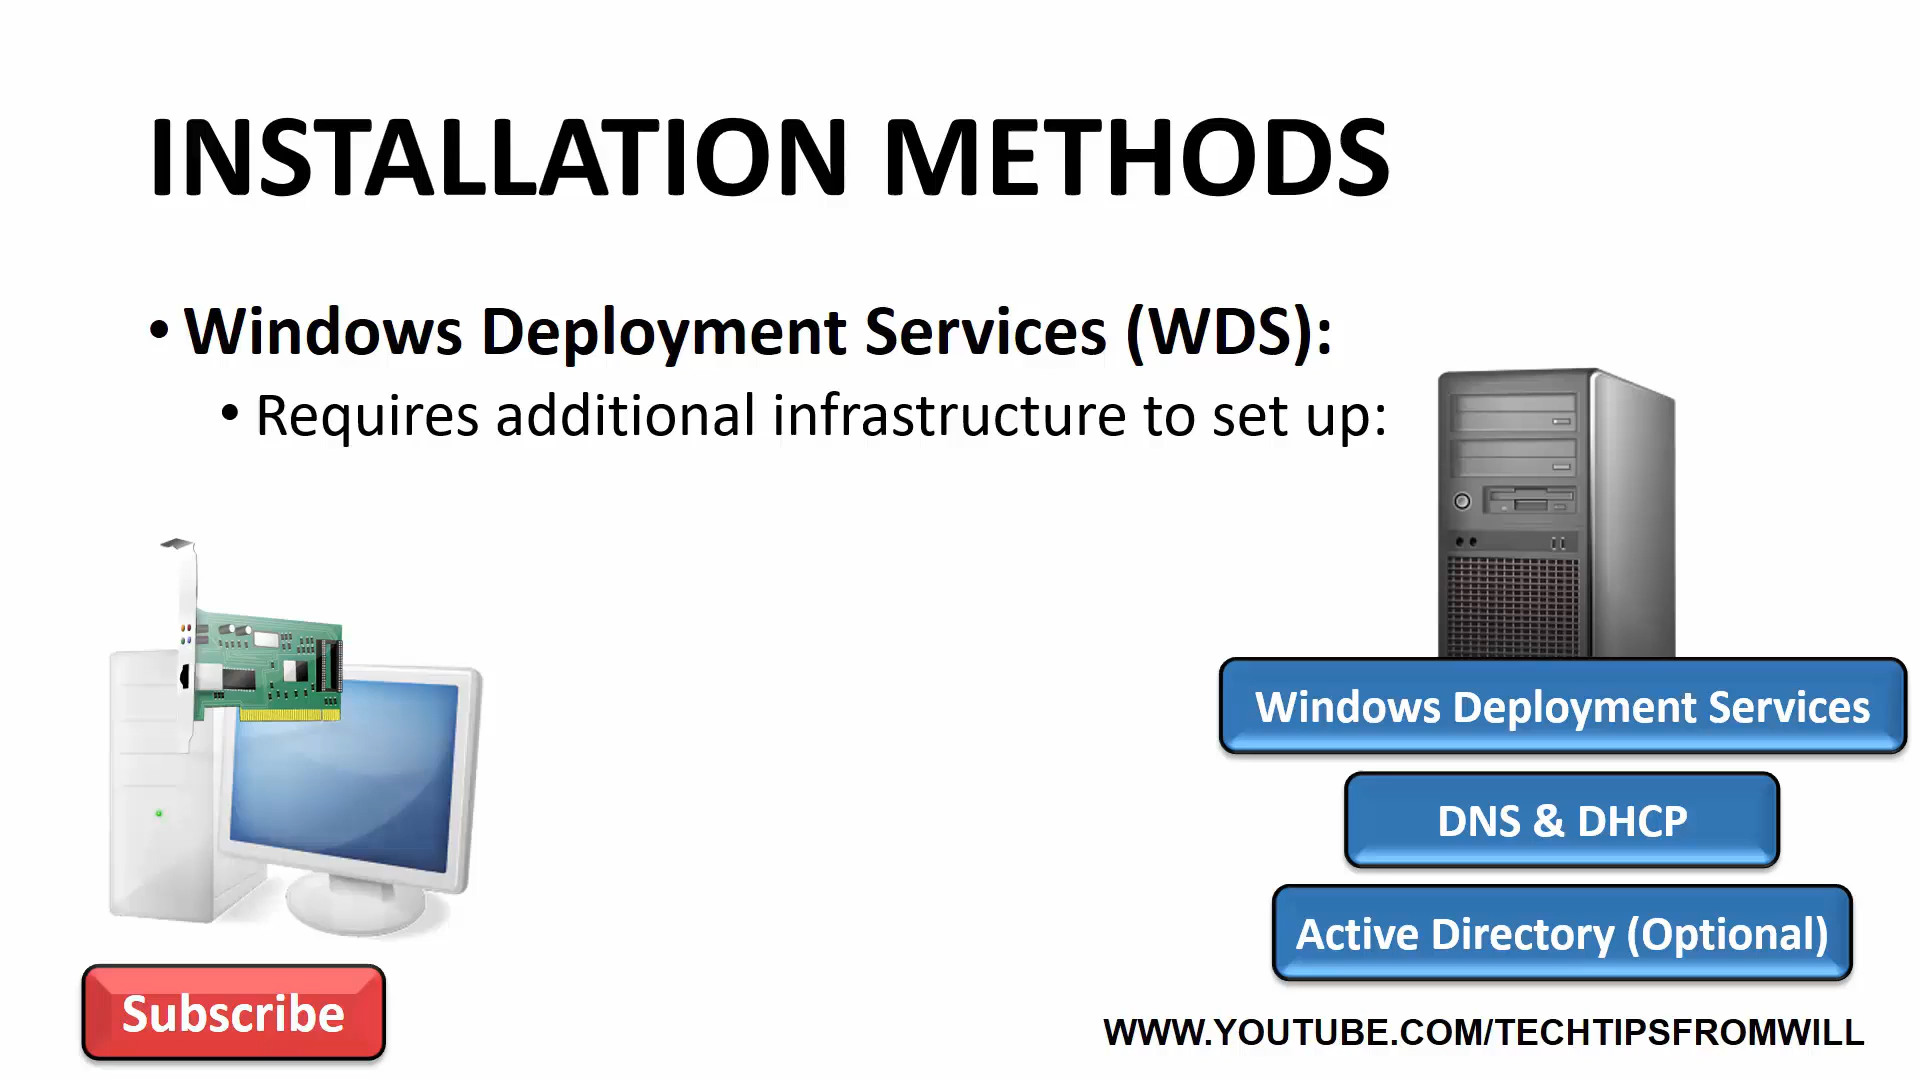 INSTALLATION METHODS
• Windows Deployment Services (WDS):
• Requires additional infrastructure to set up:
Windows Deployment Services
DNS & DHCP
Active Directory (Optional)
Subscribe
WWW.YOUTUBE.COM/TECHTIPSFROMWILL